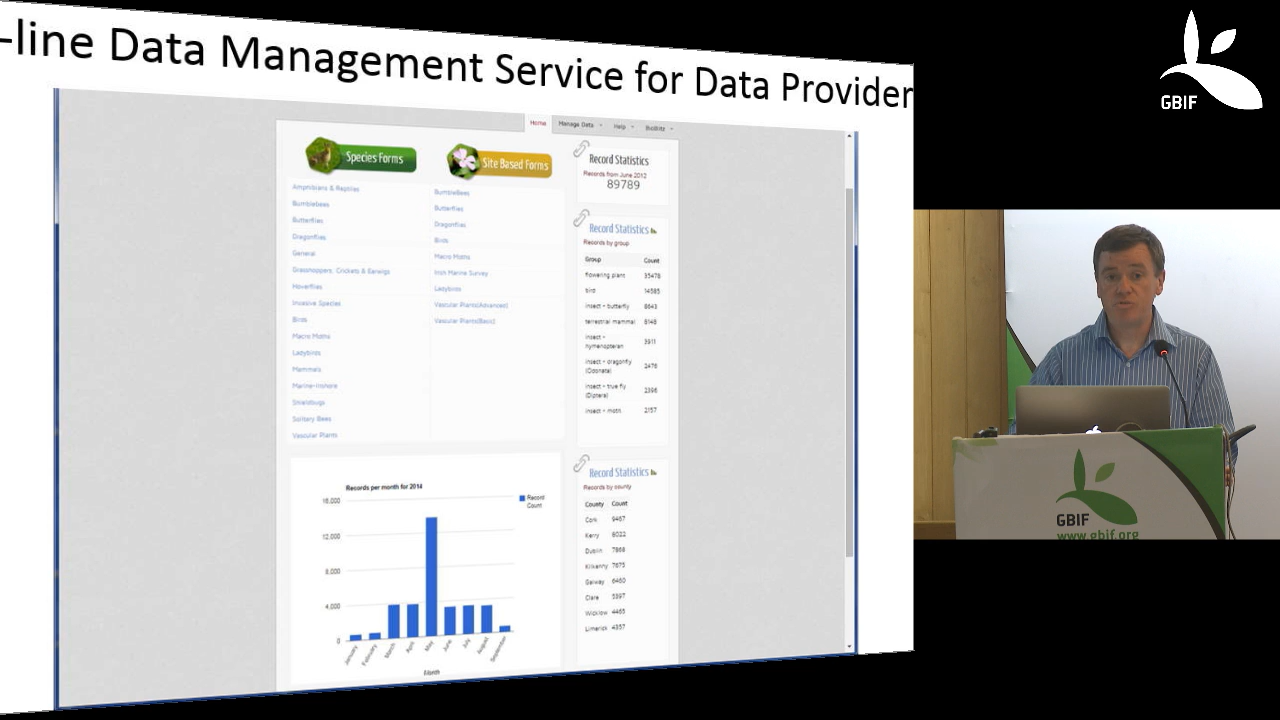 -line Data Management Service for Data Provider
GBIF
Home Manage Data Help BioBlitz
Species Forms
Site Based Forms
Amphibians & Reptiles
Bumblebees
Butterflies
Dragonflies
General
Grasshoppers, Crickets & Earwigs
Hoverflies
Invasive Species
Birds
Macro Moths
Ladybirds
Mammals
Marine-Inshore
Shieldbugs
Solitary Bees
Vascular Plants
BumbleBees
Butterflies
Dragonflies
Birds
Macro Moths
Irish Marine Survey
Ladybirds
Vascular Plants(Advanced)
Vascular Plants(Basic)
Record Statistics
Records from June 2012
89789
Record Statistics
Records by group
Group Count
flowering plant 35478
bird 14585
insect - butterfly 8643
terrestrial mammal 6148
insect -
hymenopteran 3911
insect - dragonfly
(Odonata) 2476
insect - true fly
(Diptera) 2396
insect - moth 2157
Records per month for 2014
Record
Count
16,000
12,000
8,000
4,000
0
January
February
March
April
May
June
July
August
September
Month
Record Statistics
Records by county
County Count
Cork 9467
Kerry 8022
Dublin 7868
Kilkenny 7675
Galway 6460
Clare 5897
Wicklow 4465
Limerick 4357
GBIF
www.gbif.org